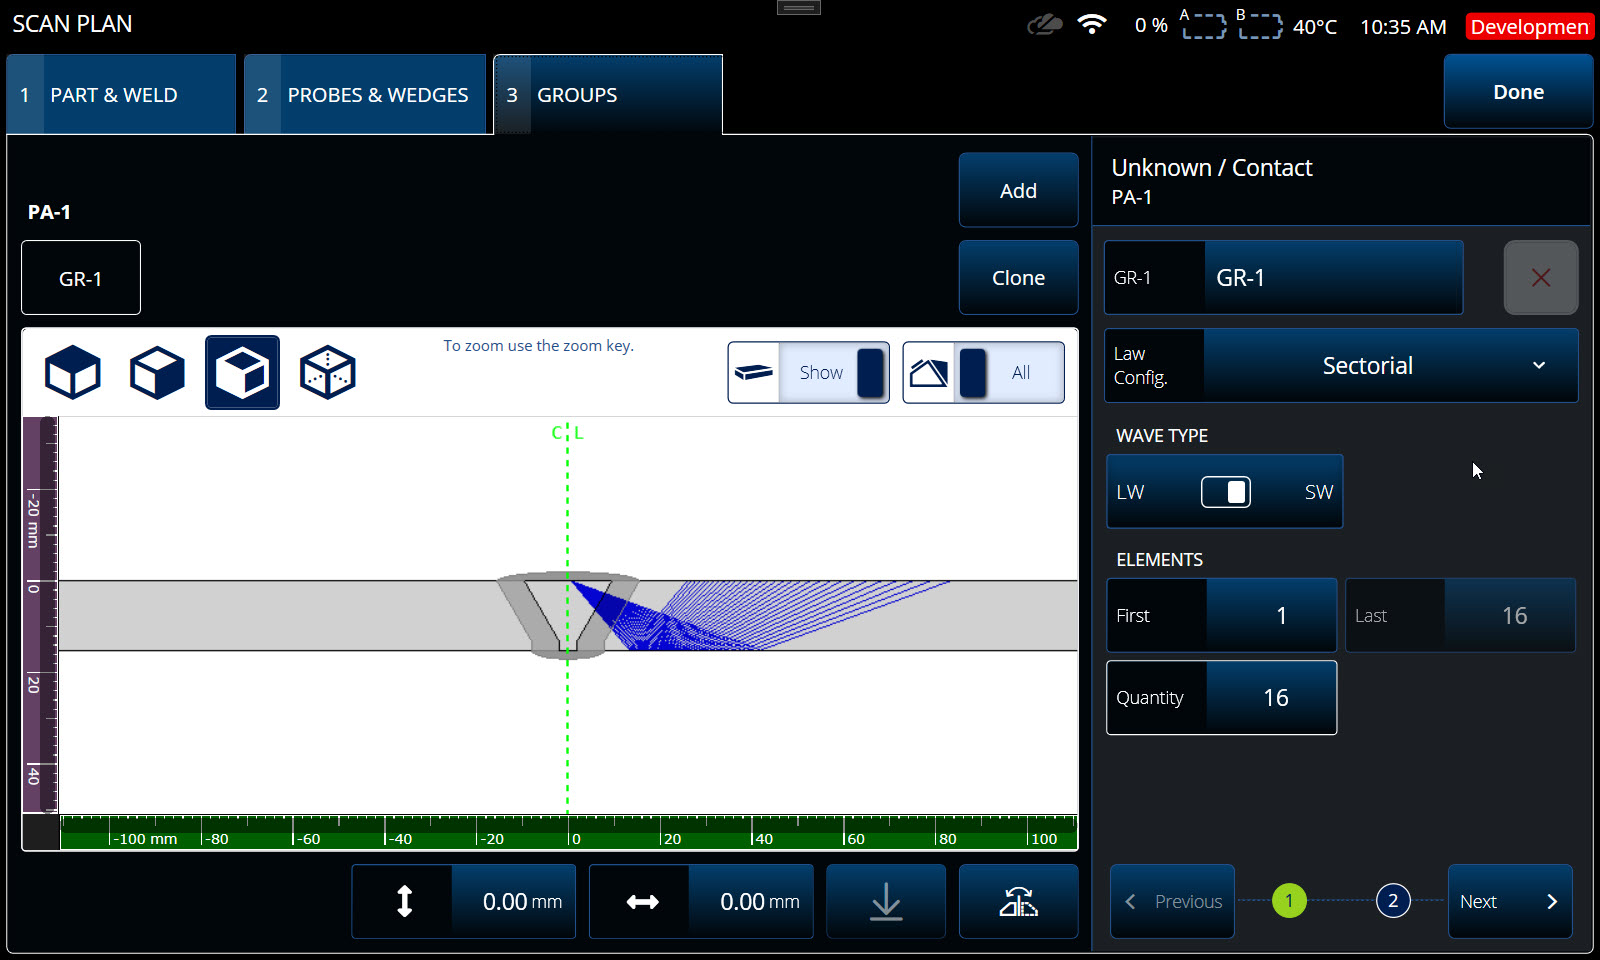 SCAN PLAN
0 %
A
B
40°C
10:35 AM
Developmen
1 PART & WELD
2 PROBES & WEDGES
3 GROUPS
Done
PA-1
Add
GR-1
Clone
To zoom use the zoom key.
Show
All
C L
-20 mm
0
20
40
-100 mm -80 -60 -40 -20 0 20 40 60 80 100
0.00 mm
0.00 mm
Unknown / Contact
PA-1
GR-1 GR-1
Law
Config.
Sectorial
WAVE TYPE
LW SW
ELEMENTS
First 1
Last 16
Quantity 16
Previous 1 2 Next